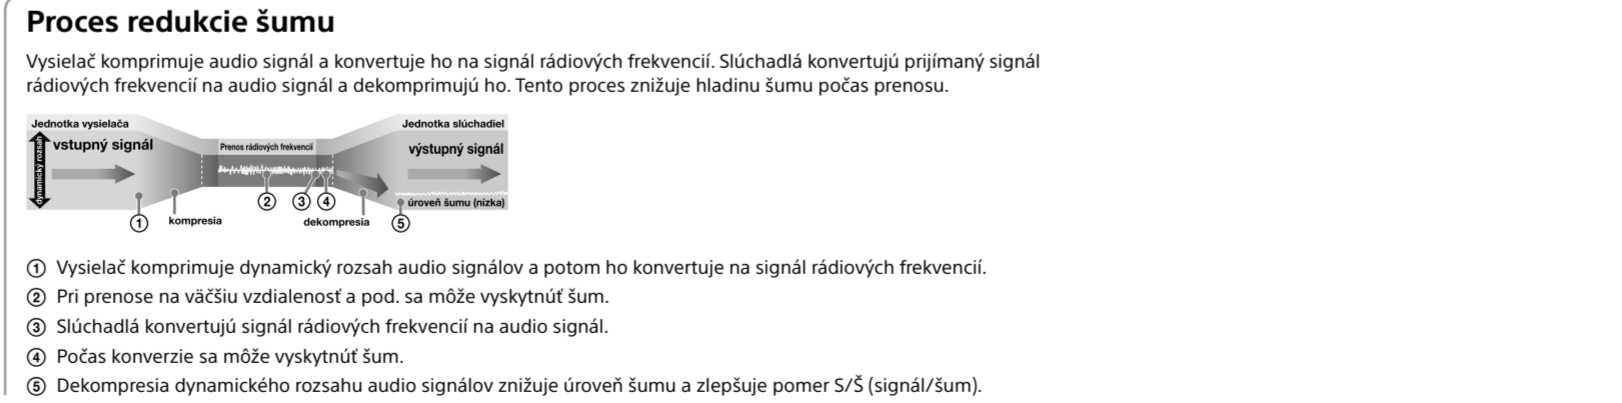 Proces redukcie šumu
Vysielač komprimuje audio signál a konvertuje ho na signál rádiových frekvencií. Slúchadlá konvertujú prijímaný signál
rádiových frekvencií na audio signál a dekomprimujú ho. Tento proces znižuje hladinu šumu počas prenosu.
Jednotka vysielača
Jednotka slúchadiel
dynamický rozsah
vstupný signál
Prenos rádiových frekvencií
výstupný signál
② ③ ④
úroveň šumu (nízka)
① kompresia dekompresia ⑤
① Vysielač komprimuje dynamický rozsah audio signálov a potom ho konvertuje na signál rádiových frekvencií.
② Pri prenose na väčšiu vzdialenosť a pod. sa môže vyskytnúť šum.
③ Slúchadlá konvertujú signál rádiových frekvencií na audio signál.
④ Počas konverzie sa môže vyskytnúť šum.
⑤ Dekompresia dynamického rozsahu audio signálov znižuje úroveň šumu a zlepšuje pomer S/Š (signál/šum).